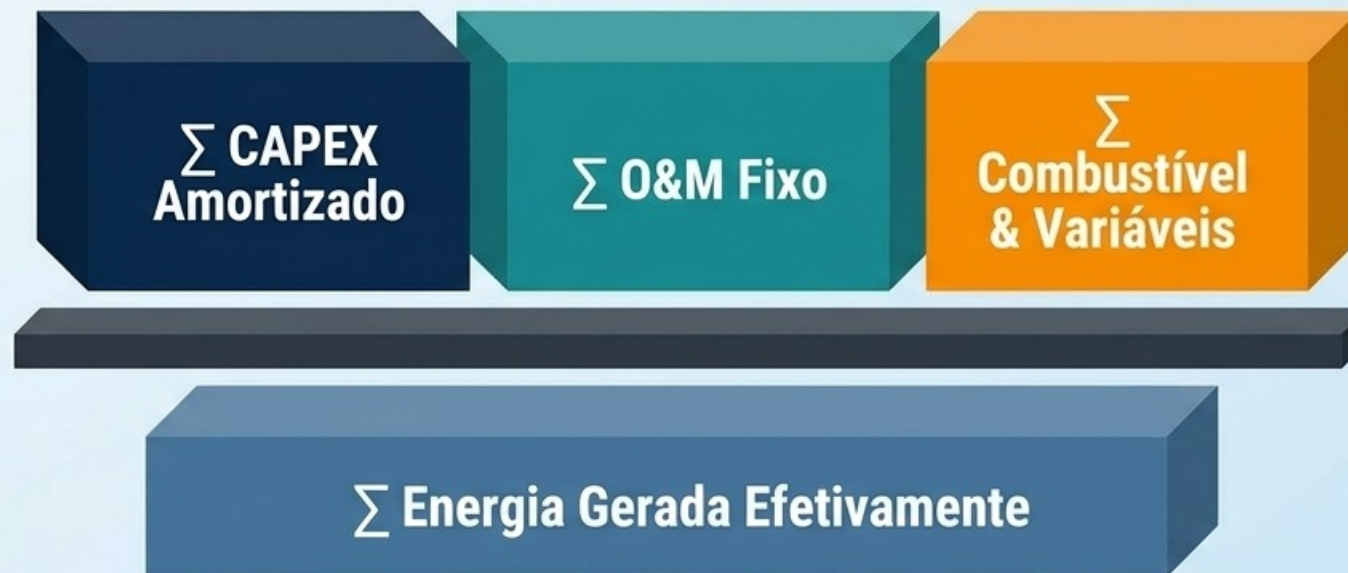 ∑ CAPEX
Amortizado
∑ O&M Fixo
∑
Combustível
& Variáveis
∑ Energia Gerada Efetivamente